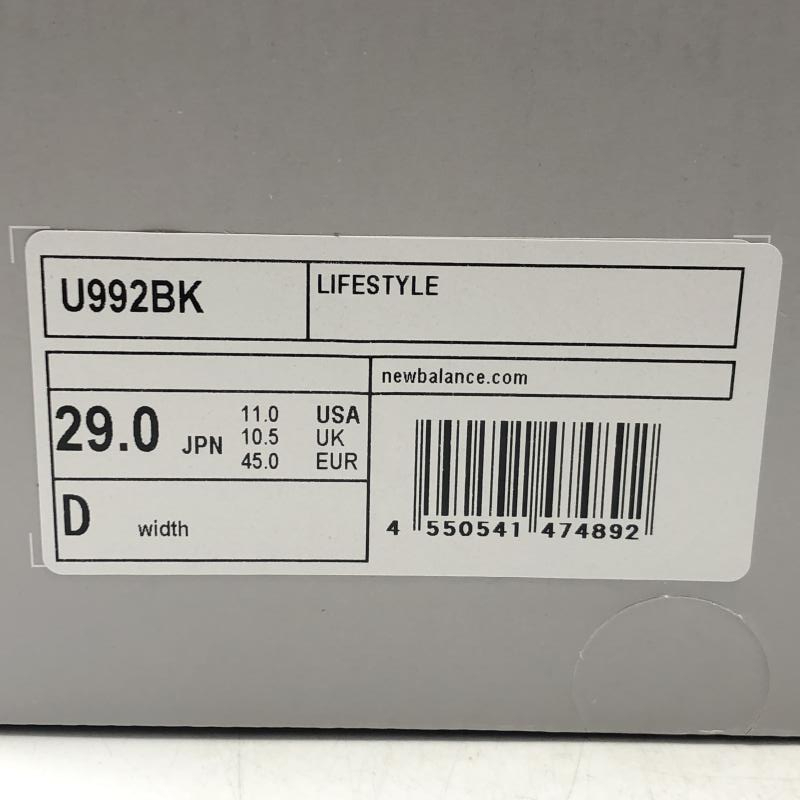 U992BK
LIFESTYLE
newbalance.com
29.0 JPN
11.0 USA
10.5 UK
45.0 EUR
D width
4 550541 474892